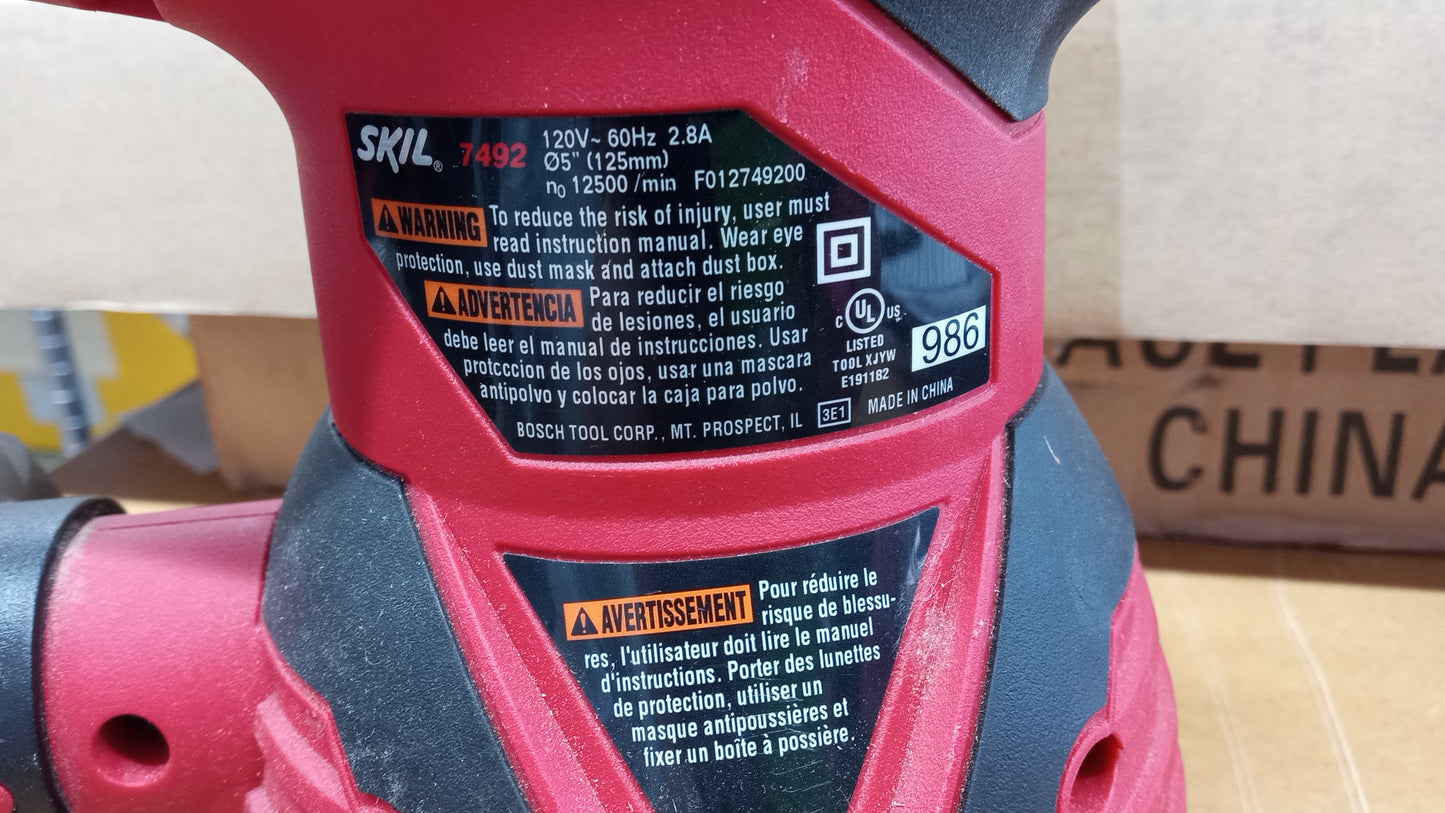 SKIL® 7492
120V~ 60Hz 2.8A
Ø5" (125mm)
n0 12500 /min F012749200
WARNING To reduce the risk of injury, user must
read instruction manual. Wear eye
protection, use dust mask and attach dust box.
ADVERTENCIA Para reducir el riesgo
de lesiones, el usuario
debe leer el manual de instrucciones. Usar
protcccion de los ojos, usar una mascara
antipolvo y colocar la caja para polvo.
BOSCH TOOL CORP., MT. PROSPECT, IL
C UL US
LISTED
TOOL XJYW
E191182
986
3E1 MADE IN CHINA
AVERTISSEMENT Pour réduire le
risque de blessu-
res, l'utilisateur doit lire le manuel
d'instructions. Porter des lunettes
de protection, utiliser un
masque antipoussières et
fixer un boîte à possière.
CHINA